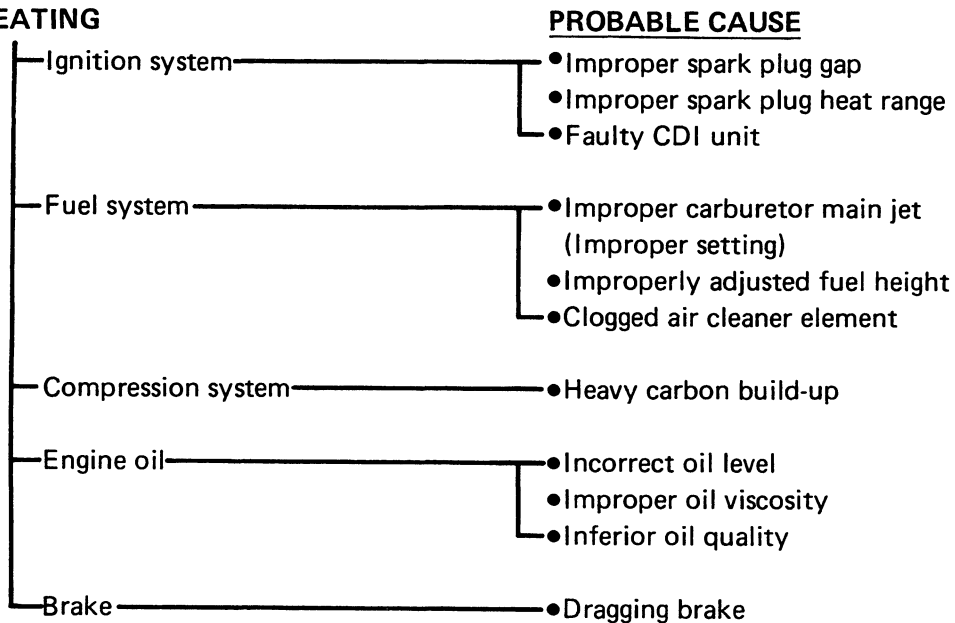 EATING
PROBABLE CAUSE
Ignition system
•Improper spark plug gap
•Improper spark plug heat range
•Faulty CDI unit
Fuel system
•Improper carburetor main jet
(Improper setting)
•Improperly adjusted fuel height
•Clogged air cleaner element
Compression system
•Heavy carbon build-up
Engine oil
•Incorrect oil level
•Improper oil viscosity
•Inferior oil quality
Brake
•Dragging brake